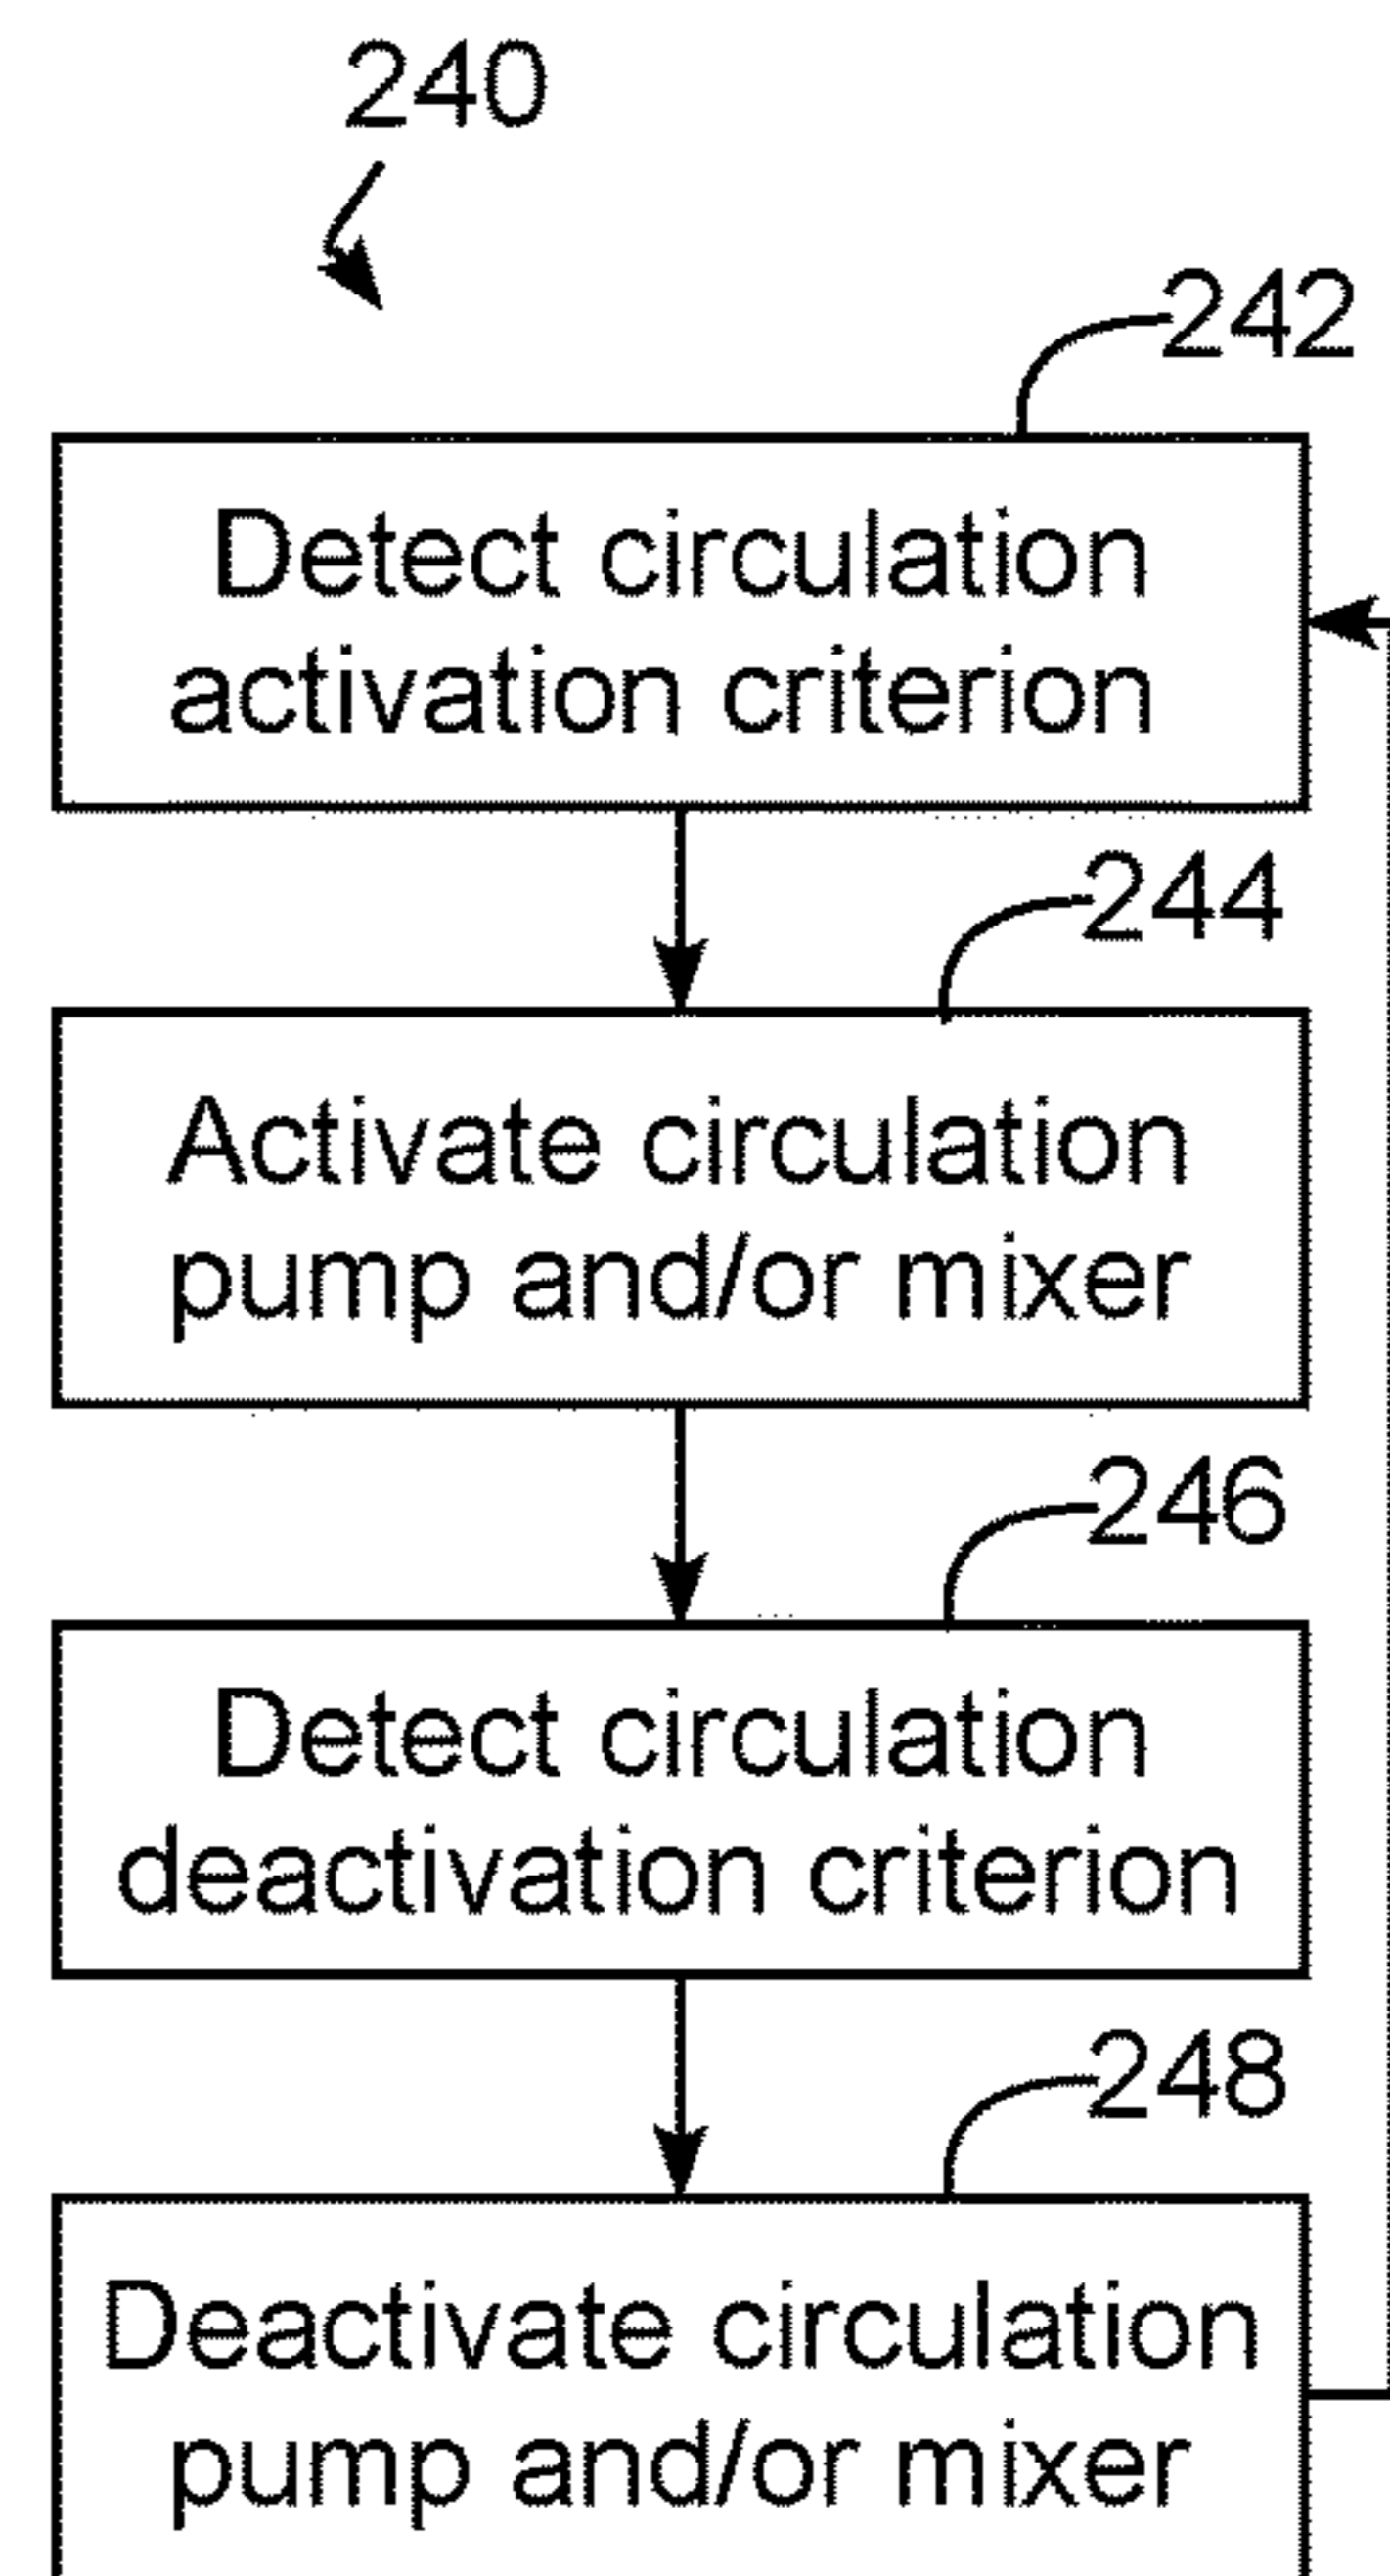 240
242
Detect circulation
activation criterion
244
Activate circulation
pump and/or mixer
246
Detect circulation
deactivation criterion
248
Deactivate circulation
pump and/or mixer